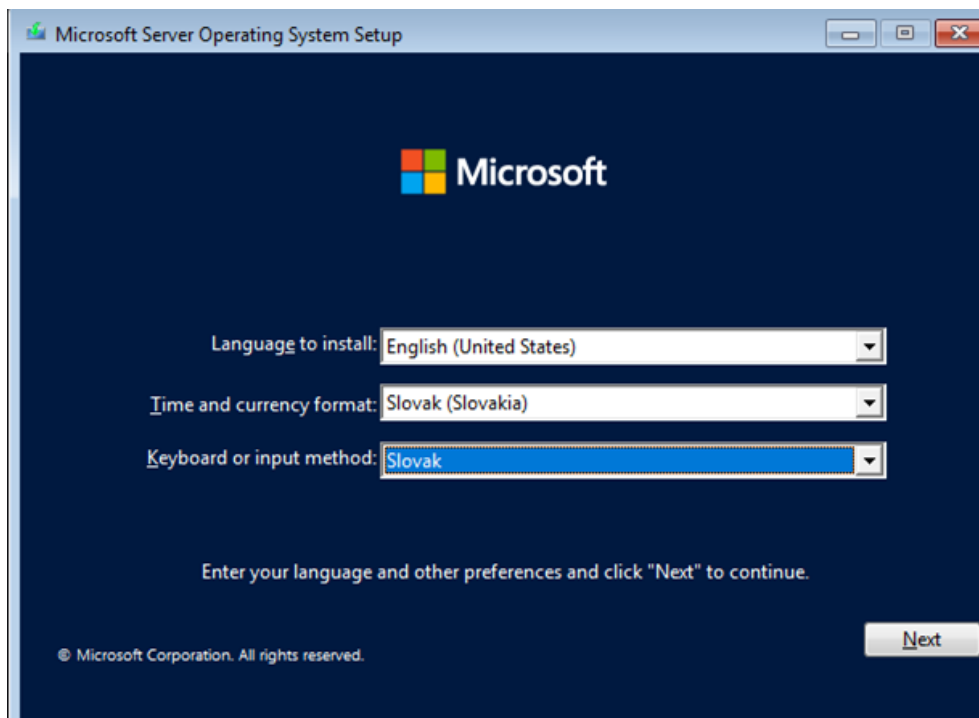 Microsoft Server Operating System Setup
Microsoft
Language to install: English (United States)
Time and currency format: Slovak (Slovakia)
Keyboard or input method: Slovak
Enter your language and other preferences and click "Next" to continue.
Next
© Microsoft Corporation. All rights reserved.